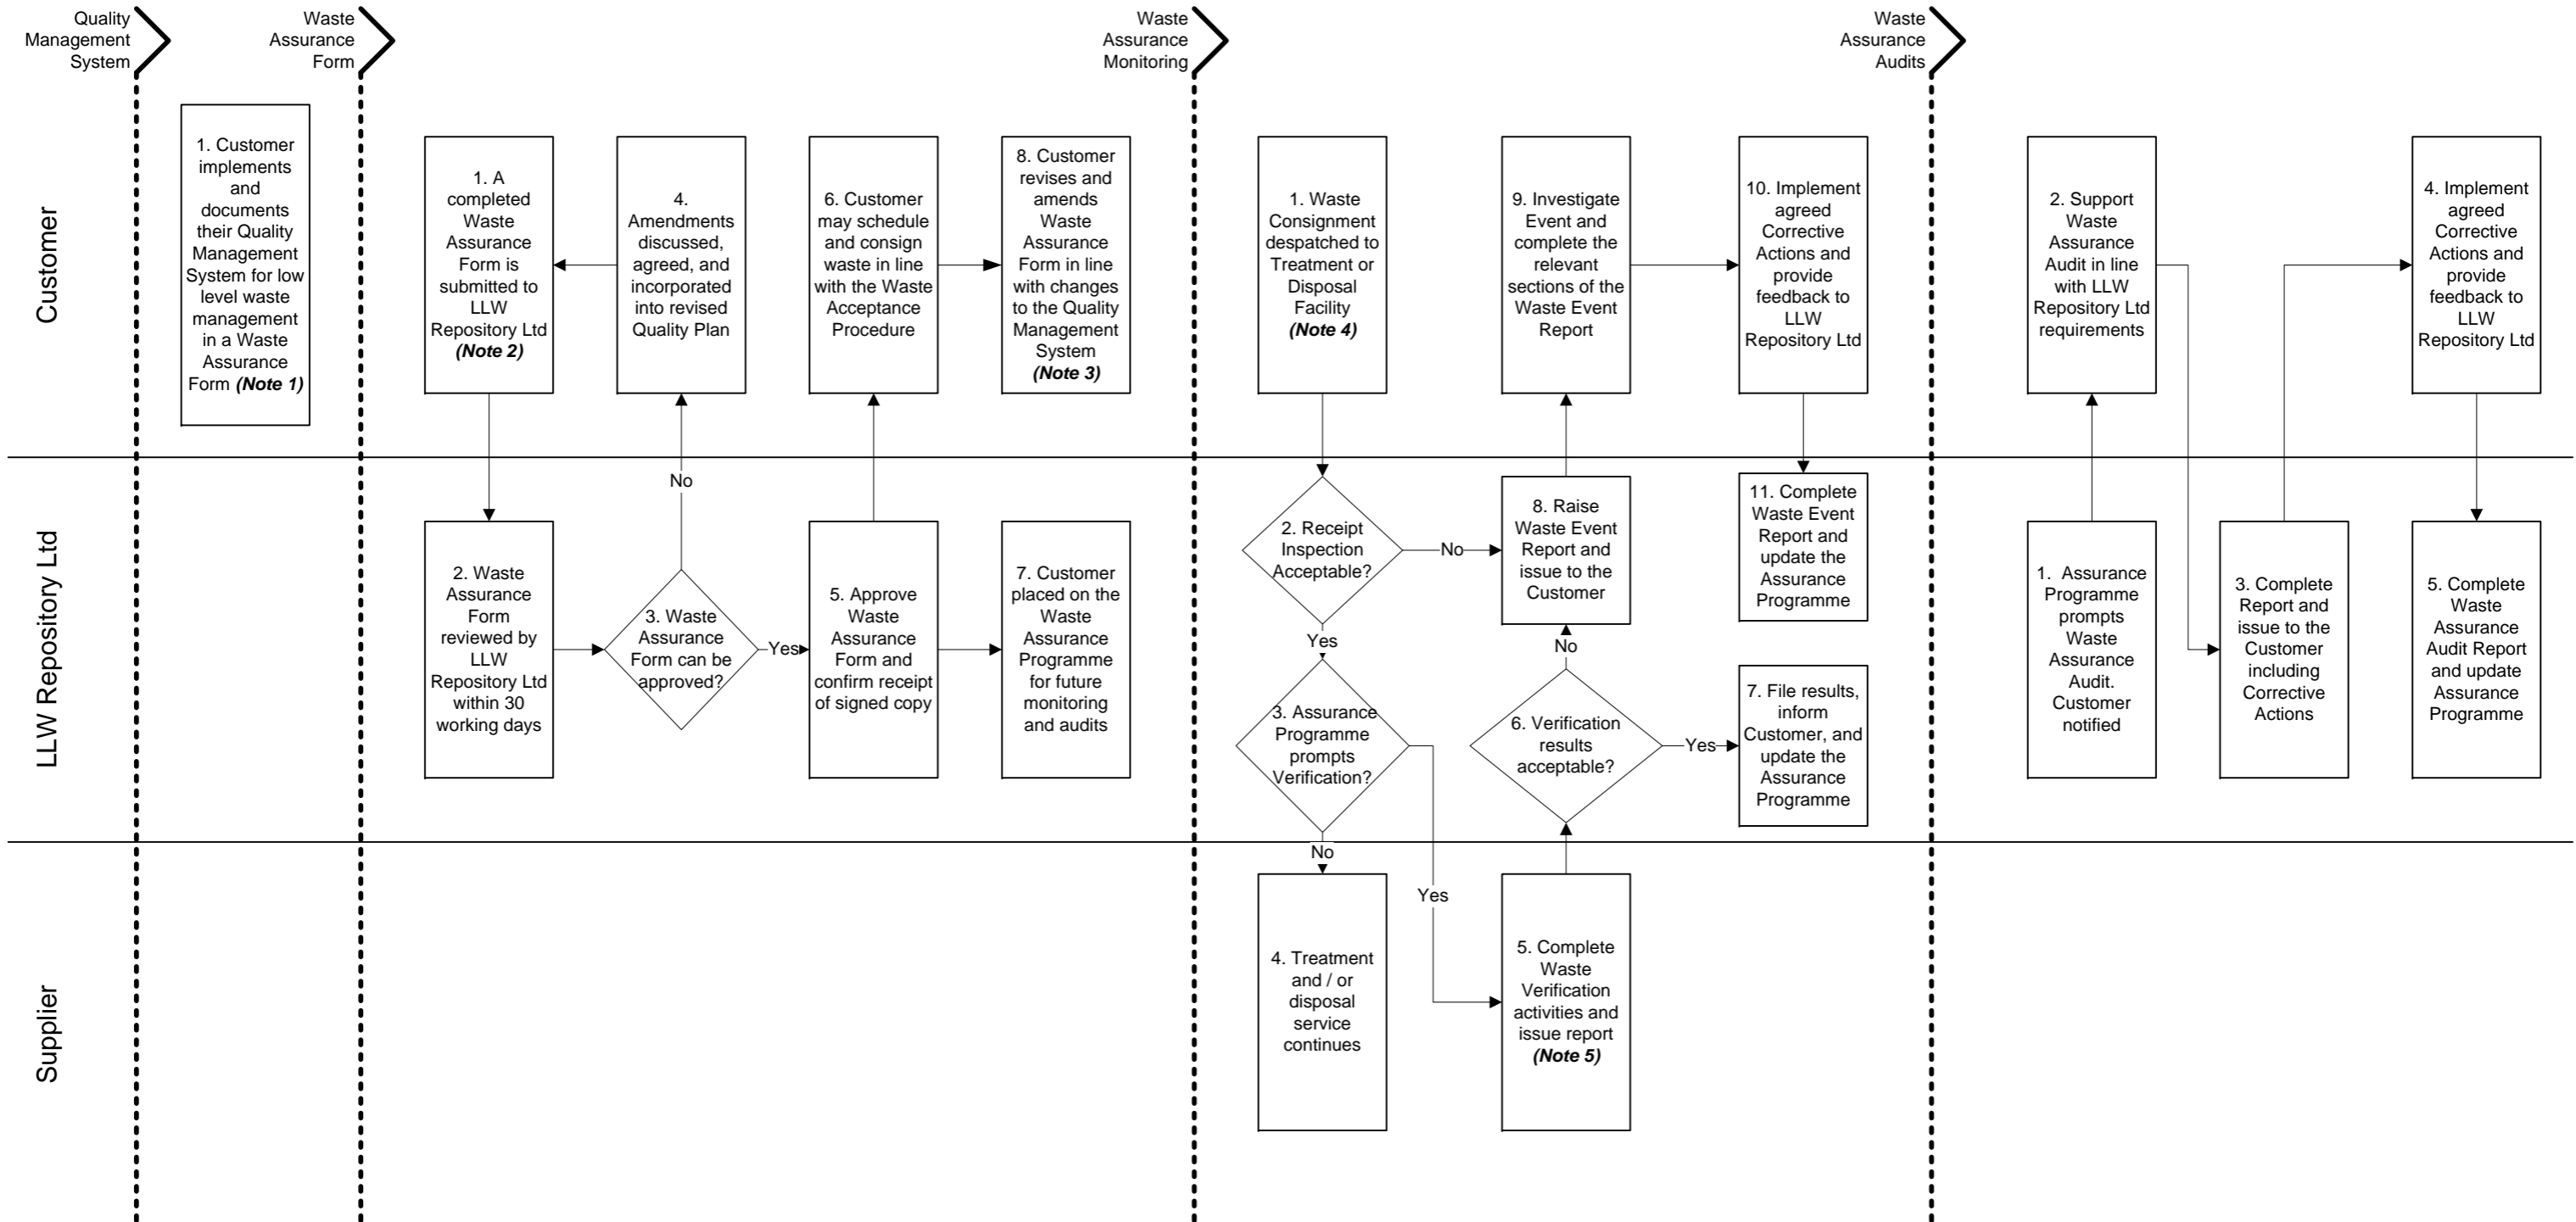 Quality
Management
System
Waste
Assurance
Form
Waste
Assurance
Monitoring
Waste
Assurance
Audits
Customer
1. Customer
implements
and
documents
their Quality
Management
System for low
level waste
management
in a Waste
Assurance
Form (Note 1)
1. A
completed
Waste
Assurance
Form is
submitted to
LLW
Repository Ltd
(Note 2)
4.
Amendments
discussed,
agreed, and
incorporated
into revised
Quality Plan
6. Customer
may schedule
and consign
waste in line
with the Waste
Acceptance
Procedure
8. Customer
revises and
amends
Waste
Assurance
Form in line
with changes
to the Quality
Management
System
(Note 3)
1. Waste
Consignment
despatched to
Treatment or
Disposal
Facility
(Note 4)
9. Investigate
Event and
complete the
relevant
sections of the
Waste Event
Report
10. Implement
agreed
Corrective
Actions and
provide
feedback to
LLW
Repository Ltd
2. Support
Waste
Assurance
Audit in line
with LLW
Repository Ltd
requirements
4. Implement
agreed
Corrective
Actions and
provide
feedback to
LLW
Repository Ltd
LLW Repository Ltd
2. Waste
Assurance
Form
reviewed by
LLW
Repository Ltd
within 30
working days
No
3. Waste
Assurance
Form can be
approved?
Yes
5. Approve
Waste
Assurance
Form and
confirm receipt
of signed copy
7. Customer
placed on the
Waste
Assurance
Programme
for future
monitoring
and audits
2. Receipt
Inspection
Acceptable?
No
Yes
8. Raise
Waste Event
Report and
issue to the
Customer
11. Complete
Waste Event
Report and
update the
Assurance
Programme
3. Assurance
Programme
prompts
Verification?
No
6. Verification
results
acceptable?
Yes
7. File results,
inform
Customer, and
update the
Assurance
Programme
1. Assurance
Programme
prompts
Waste
Assurance
Audit.
Customer
notified
3. Complete
Report and
issue to the
Customer
including
Corrective
Actions
5. Complete
Waste
Assurance
Audit Report
and update
Assurance
Programme
Supplier
No
Yes
4. Treatment
and / or
disposal
service
continues
5. Complete
Waste
Verification
activities and
issue report
(Note 5)